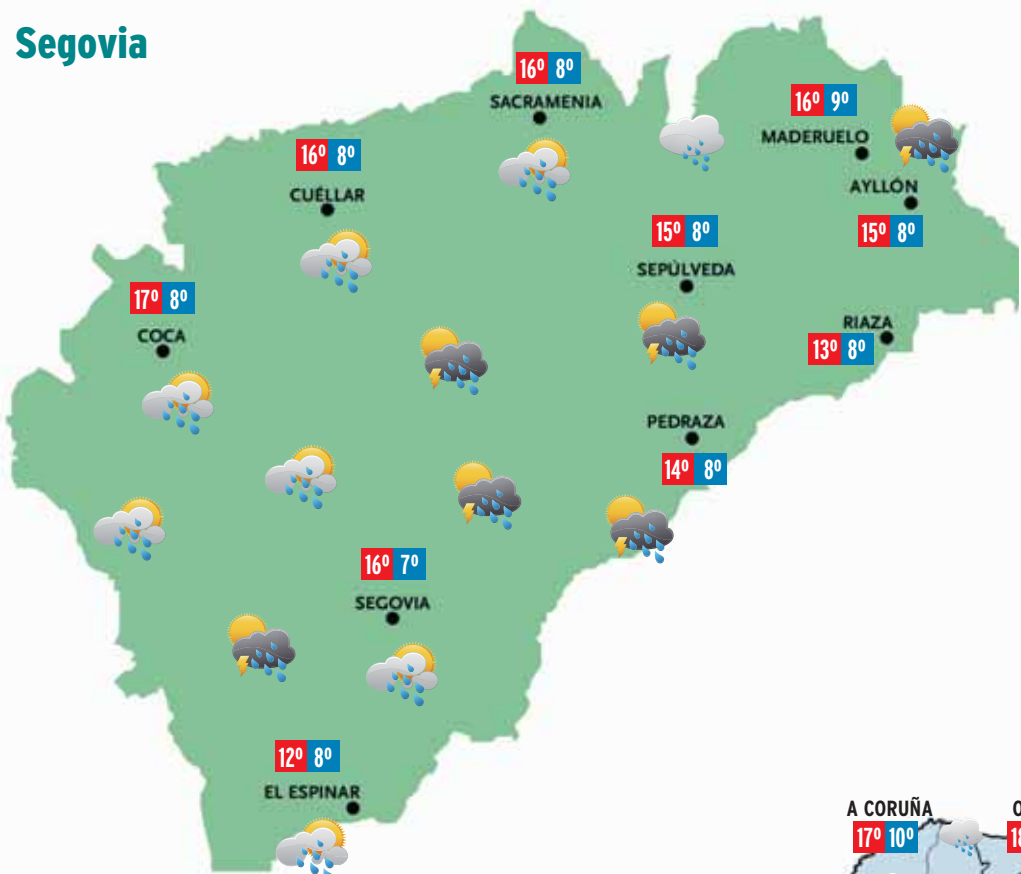 Segovia
16º 8º
SACRAMENIA
16º 9º
MADERUELO
16º 8º
CUÉLLAR
AYLLÓN
15º 8º
15º 8º
SEPÚLVEDA
17º 8º
COCA
RIAZA
13º 8º
PEDRAZA
14º 8º
16º 7º
SEGOVIA
12º 8º
EL ESPINAR
A CORUÑA
17º 10º